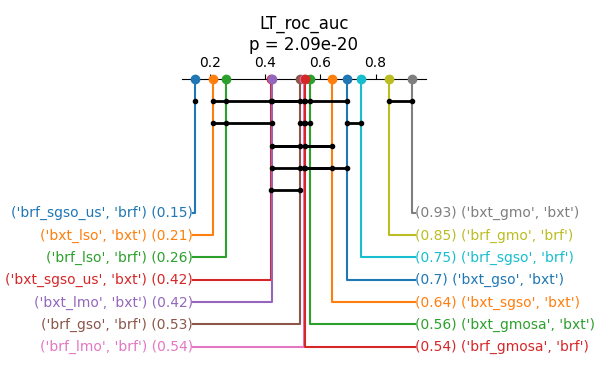 LT_roc_auc
p = 2.09e-20
0.2 0.4 0.6 0.8
('brf_sgso_us', 'brf') (0.15) (0.93) ('bxt_gmo', 'bxt')
('bxt_lso', 'bxt') (0.21) (0.85) ('brf_gmo', 'brf')
('brf_lso', 'brf') (0.26) (0.75) ('brf_sgso', 'brf')
('bxt_sgso_us', 'bxt') (0.42) (0.7) ('bxt_gso', 'bxt')
('bxt_lmo', 'bxt') (0.42) (0.64) ('bxt_sgso', 'bxt')
('brf_gso', 'brf') (0.53) (0.56) ('bxt_gmosa', 'bxt')
('brf_lmo', 'brf') (0.54) (0.54) ('brf_gmosa', 'brf')